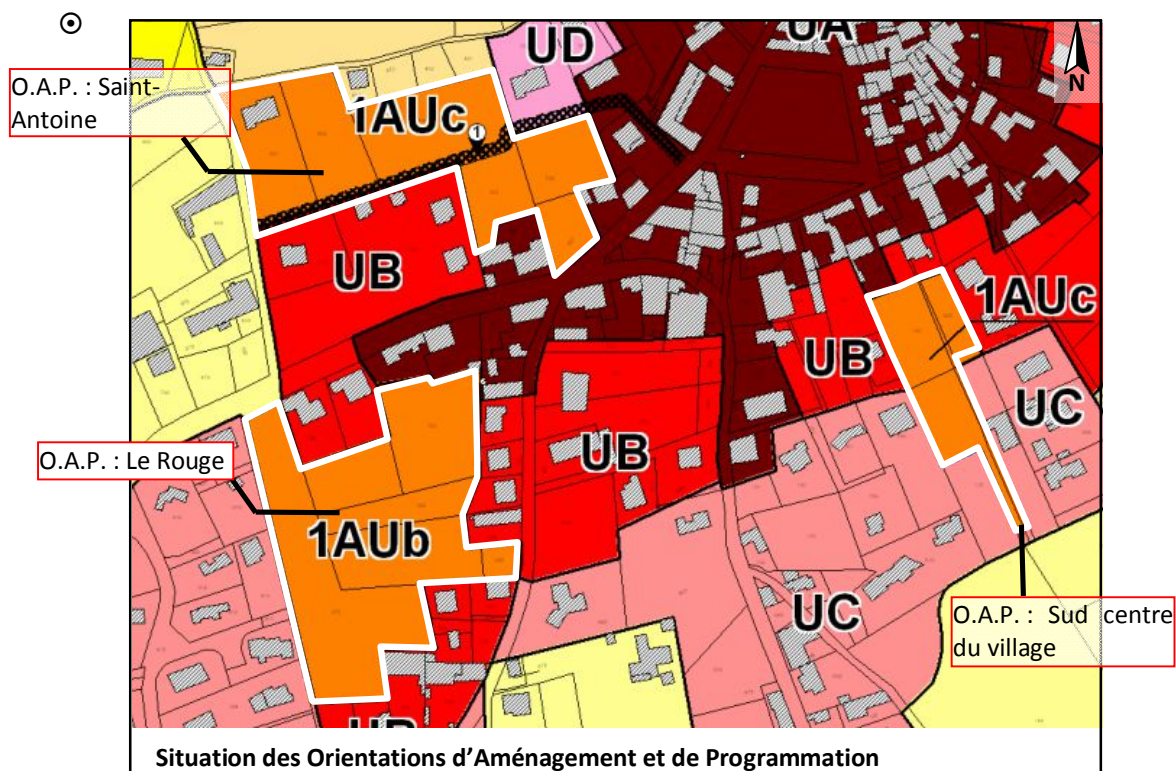 UD
UA
N
O.A.P. : Saint-
Antoine
1AUc
1
UB
1AUc
UB
UC
O.A.P. : Le Rouge
UB
1AUb
UC
O.A.P. : Sud centre
du village
UB
Situation des Orientations d’Aménagement et de Programmation